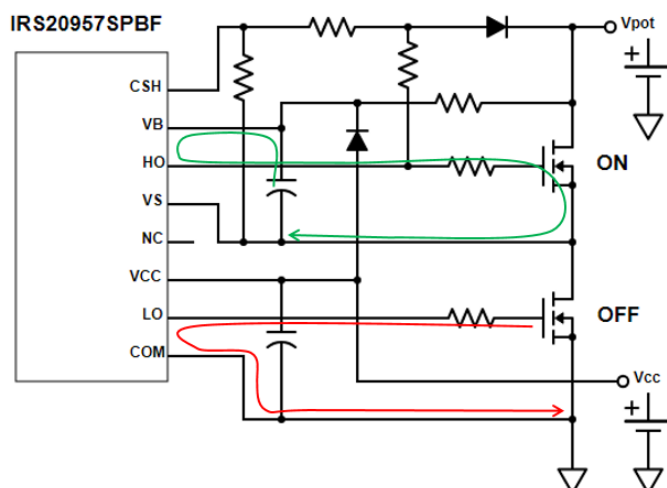 IRS20957SPBF
Vpot
CSH
VB
HO
ON
VS
NC
VCC
LO
OFF
COM
Vcc